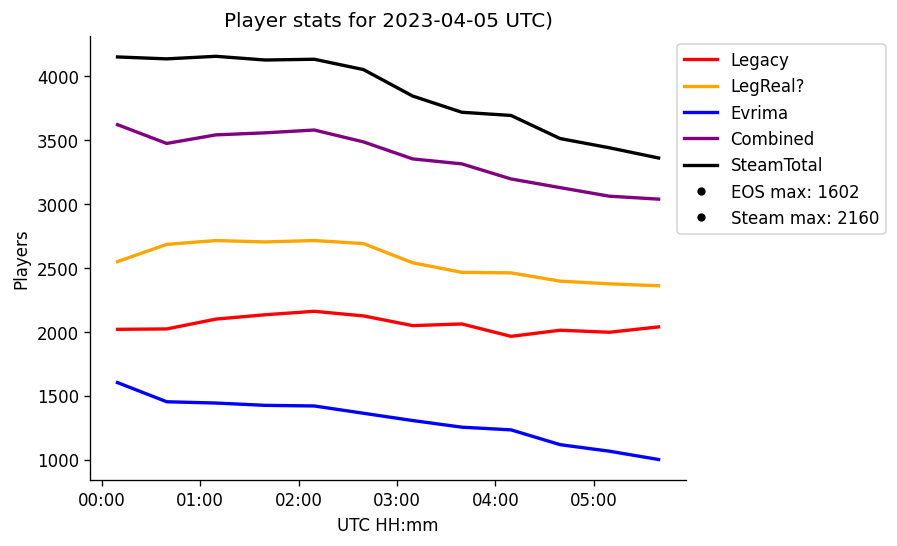 Player stats for 2023-04-05 UTC)
Players
4000
3500
3000
2500
2000
1500
1000
00:00
01:00
02:00
03:00
04:00
05:00
UTC HH:mm
Legacy
LegReal?
Evrima
Combined
SteamTotal
EOS max: 1602
Steam max: 2160